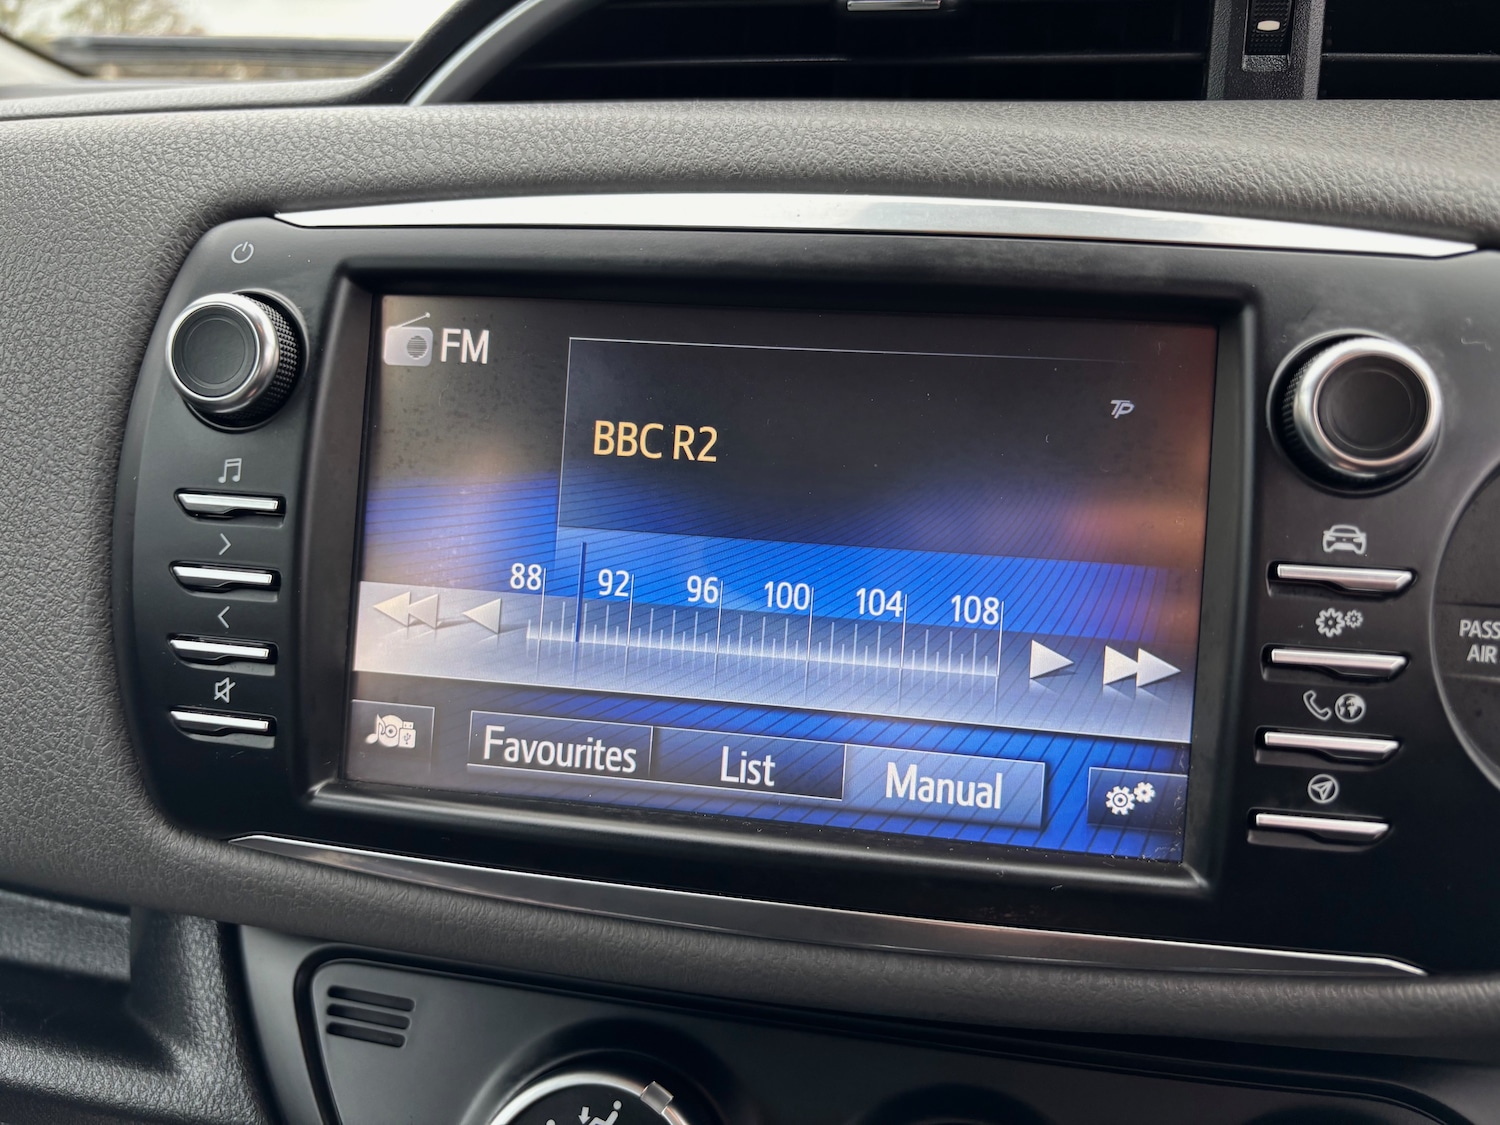 FM
TP
BBC R2
88 92 96 100 104 108
Favourites List Manual
PASS
AIR